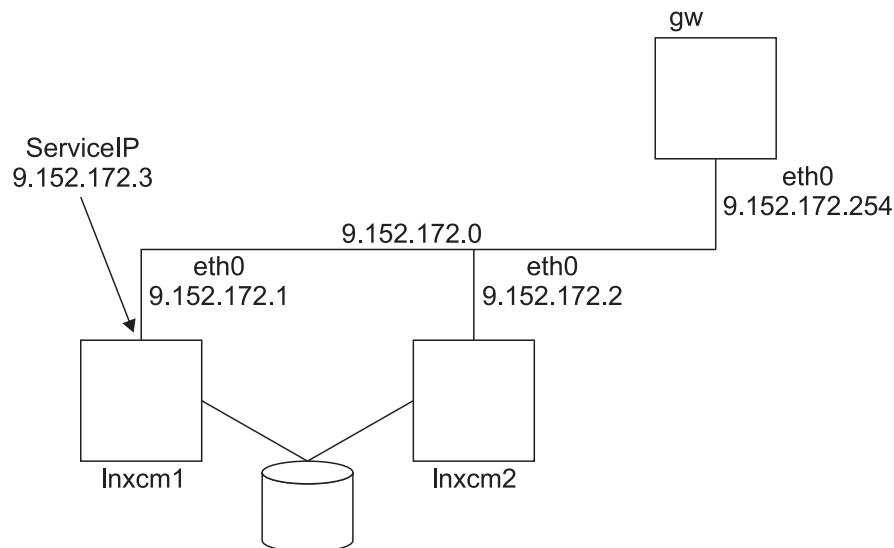 gw
ServiceIP
9.152.172.3
eth0
9.152.172.254
9.152.172.0
eth0
9.152.172.1
eth0
9.152.172.2
lnxcm1
lnxcm2